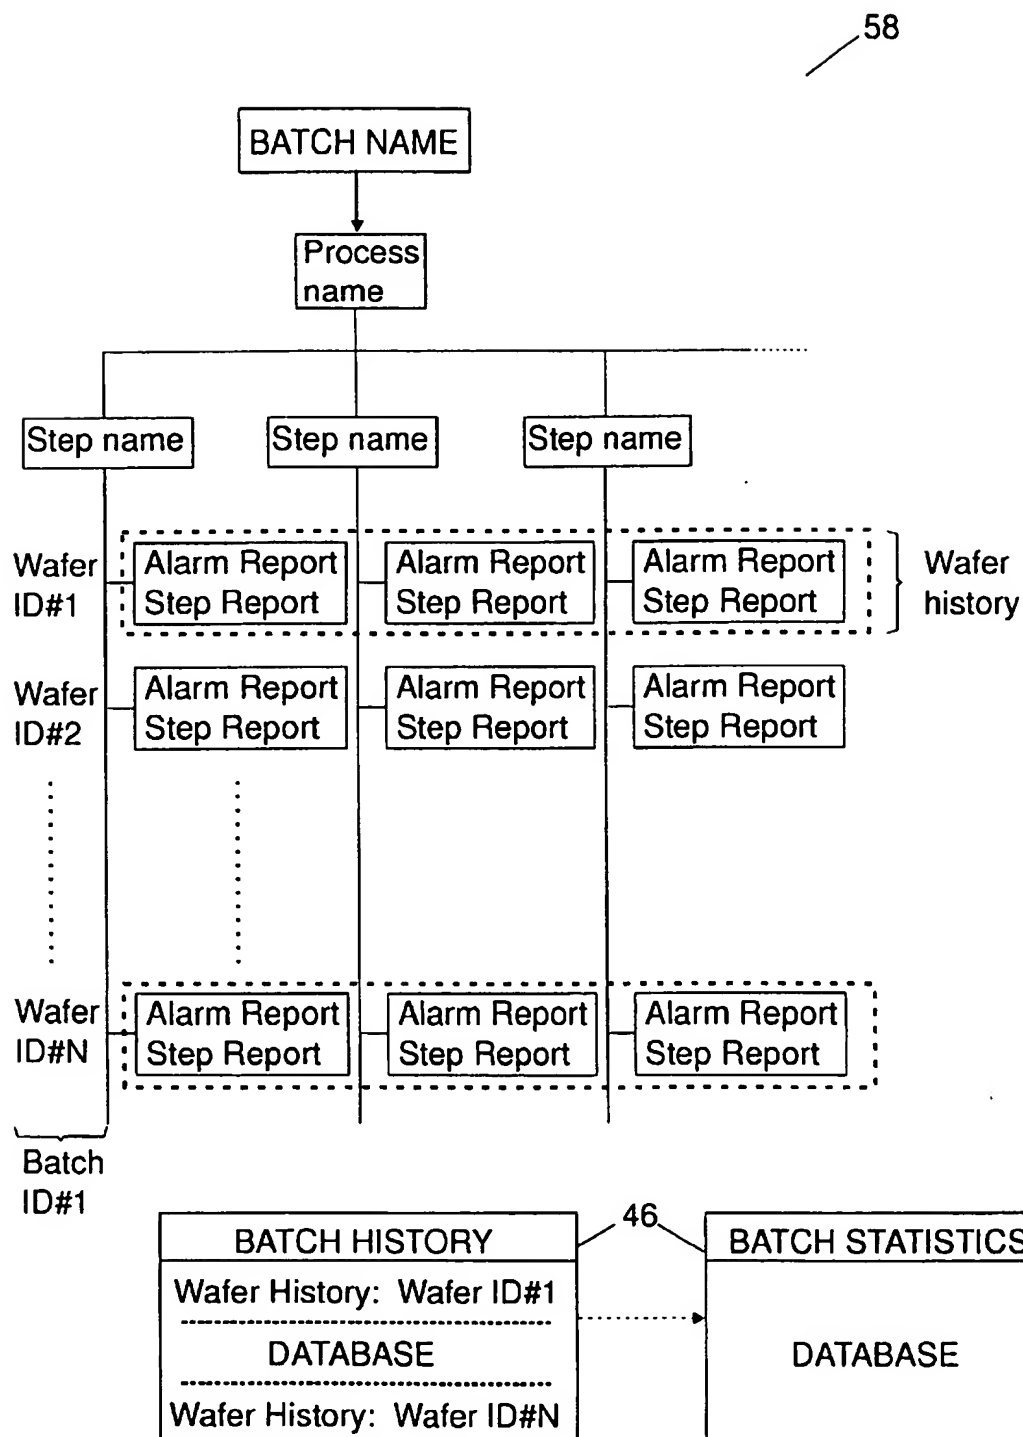 58
BATCH NAME
Process
name
Step name Step name Step name
Wafer
ID#1
Alarm Report
Step Report
Alarm Report
Step Report
Alarm Report
Step Report
Wafer
history
Wafer
ID#2
Alarm Report
Step Report
Alarm Report
Step Report
Alarm Report
Step Report
Wafer
ID#N
Alarm Report
Step Report
Alarm Report
Step Report
Alarm Report
Step Report
Batch
ID#1
46
BATCH HISTORY
Wafer History: Wafer ID#1
DATABASE
Wafer History: Wafer ID#N
BATCH STATISTICS
DATABASE